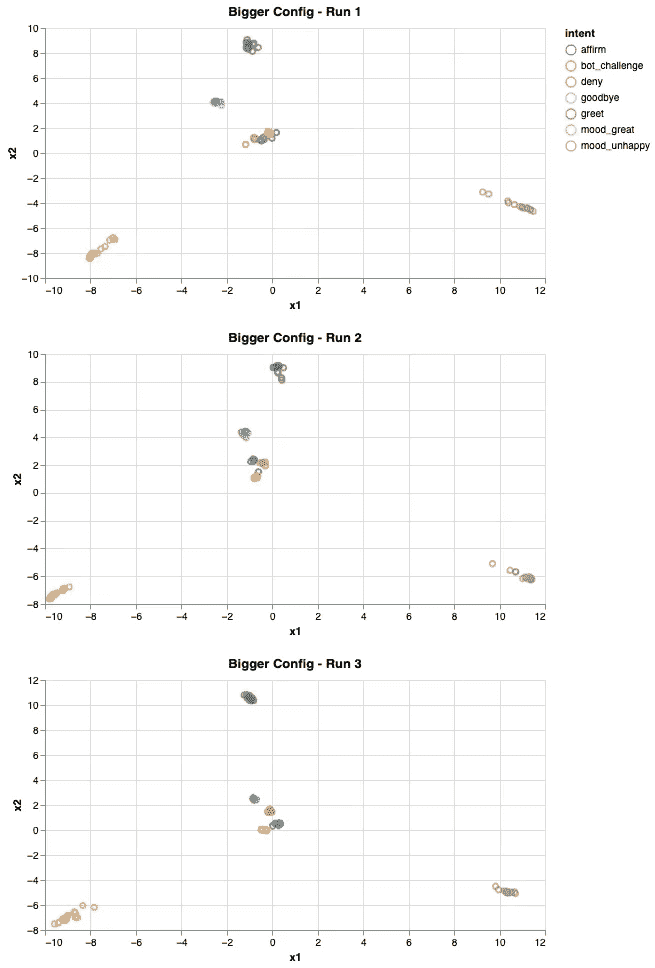 Bigger Config - Run 1
intent
affirm
bot_challenge
deny
goodbye
greet
mood_great
mood_unhappy
10
8
6
4
2
0
−2
−4
−6
−8
−10
x2
−10 −8 −6 −4 −2 0 2 4 6 8 10 12
x1
Bigger Config - Run 2
10
8
6
4
2
0
−2
−4
−6
−8
x2
−10 −8 −6 −4 −2 0 2 4 6 8 10 12
x1
Bigger Config - Run 3
12
10
8
6
4
2
0
−2
−4
−6
−8
x2
−10 −8 −6 −4 −2 0 2 4 6 8 10 12
x1